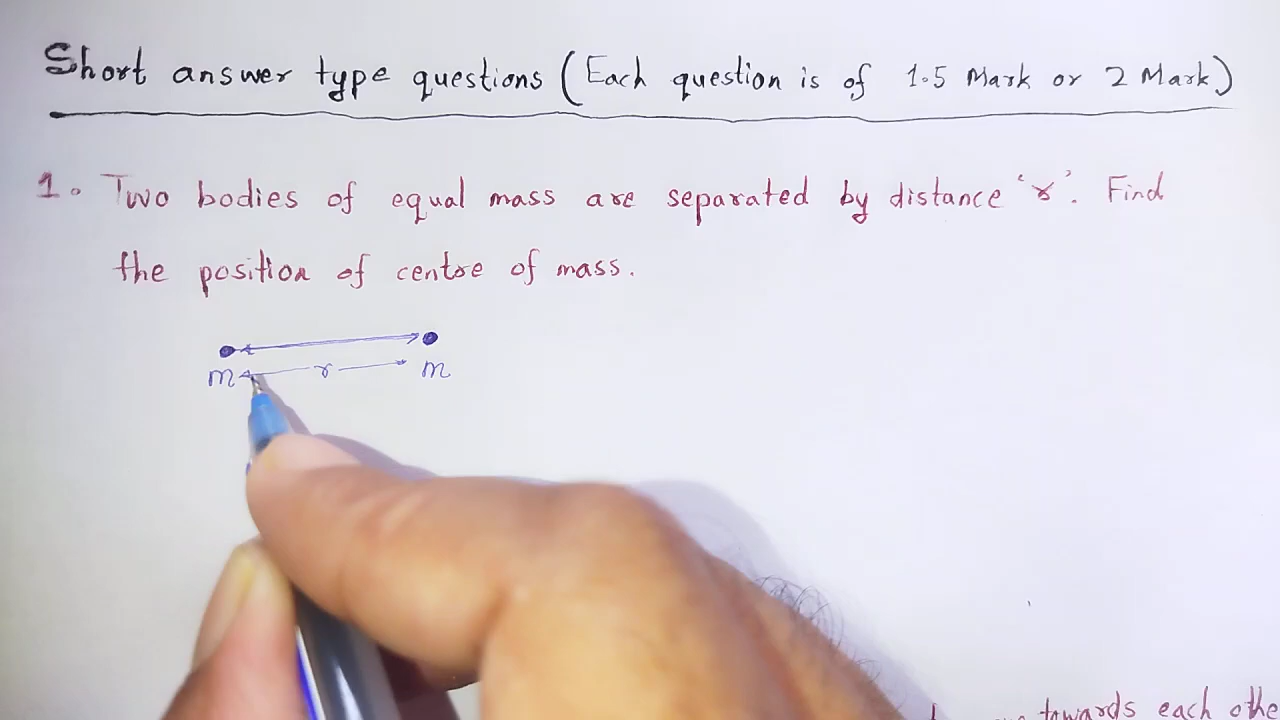 Short answer type questions (Each question is of 1.5 Mark or 2 Mark)
1. Two bodies of equal mass are separated by distance 'r'. Find
the position of centre of mass.
m r m
towards each othe